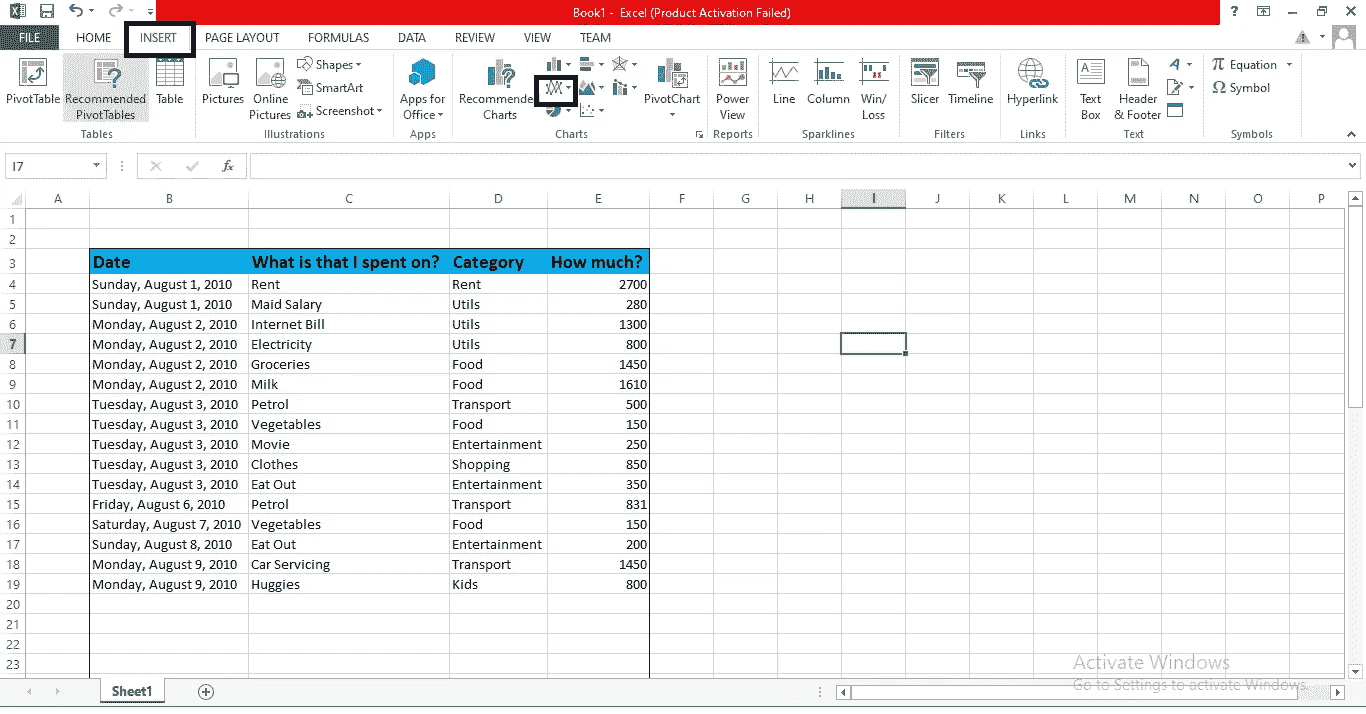 Book1 - Excel (Product Activation Failed)
FILE HOME INSERT PAGE LAYOUT FORMULAS DATA REVIEW VIEW TEAM
PivotTable Recommended PivotTables Table
Tables
Pictures Online Pictures Shapes SmartArt Screenshot
Illustrations
Apps for Office
Apps
Recommende Charts PivotChart
Charts
Power View
Reports
Line Column Win/ Loss
Sparklines
Slicer Timeline
Filters
Hyperlink
Links
Text Box Header & Footer
Text
π Equation
Ω Symbol
Symbols
I7 fx
A B C D E F G H I J K L M N O P
1
2
3 Date What is that I spent on? Category How much?
4 Sunday, August 1, 2010 Rent Rent 2700
5 Sunday, August 1, 2010 Maid Salary Utils 280
6 Monday, August 2, 2010 Internet Bill Utils 1300
7 Monday, August 2, 2010 Electricity Utils 800
8 Monday, August 2, 2010 Groceries Food 1450
9 Monday, August 2, 2010 Milk Food 1610
10 Tuesday, August 3, 2010 Petrol Transport 500
11 Tuesday, August 3, 2010 Vegetables Food 150
12 Tuesday, August 3, 2010 Movie Entertainment 250
13 Tuesday, August 3, 2010 Clothes Shopping 850
14 Tuesday, August 3, 2010 Eat Out Entertainment 350
15 Friday, August 6, 2010 Petrol Transport 831
16 Saturday, August 7, 2010 Vegetables Food 150
17 Sunday, August 8, 2010 Eat Out Entertainment 200
18 Monday, August 9, 2010 Car Servicing Transport 1450
19 Monday, August 9, 2010 Huggies Kids 800
20
21
22
23
Activate Windows
Go to Settings to activate Windows.
Sheet1